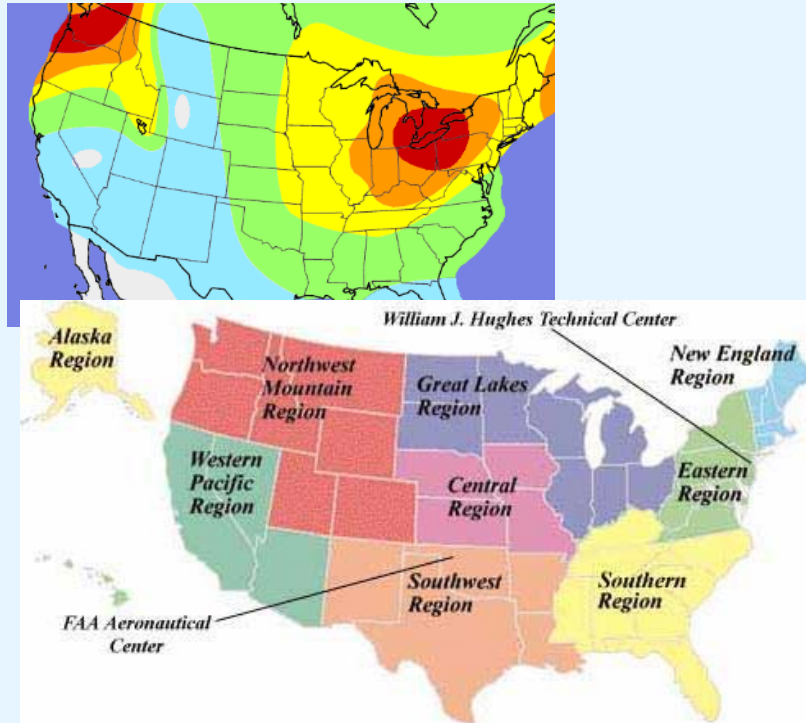 William J. Hughes Technical Center
Alaska
Region
New England
Region
Northwest
Mountain
Region
Great Lakes
Region
Western
Pacific
Region
Central
Region
Eastern
Region
Southwest
Region
Southern
Region
FAA Aeronautical
Center